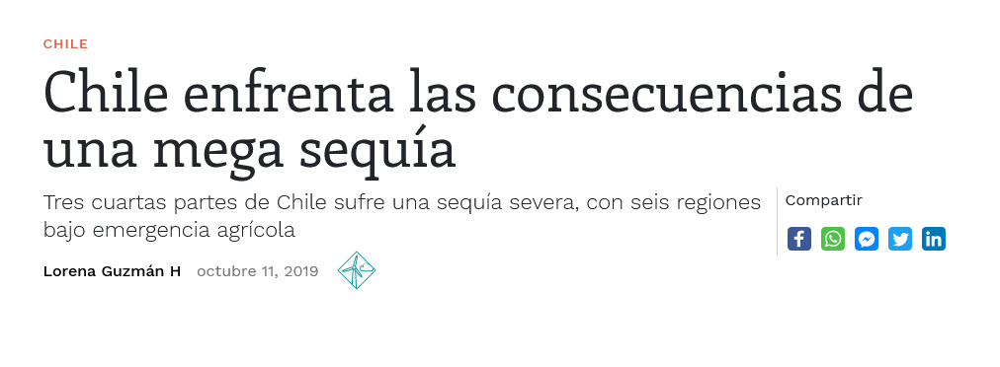 CHILE
Chile enfrenta las consecuencias de
una mega sequía
Tres cuartas partes de Chile sufre una sequía severa, con seis regiones
bajo emergencia agrícola
Compartir
Lorena Guzmán H octubre 11, 2019